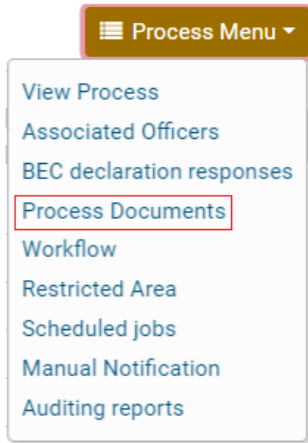 Process Menu
View Process
Associated Officers
BEC declaration responses
Process Documents
Workflow
Restricted Area
Scheduled jobs
Manual Notification
Auditing reports